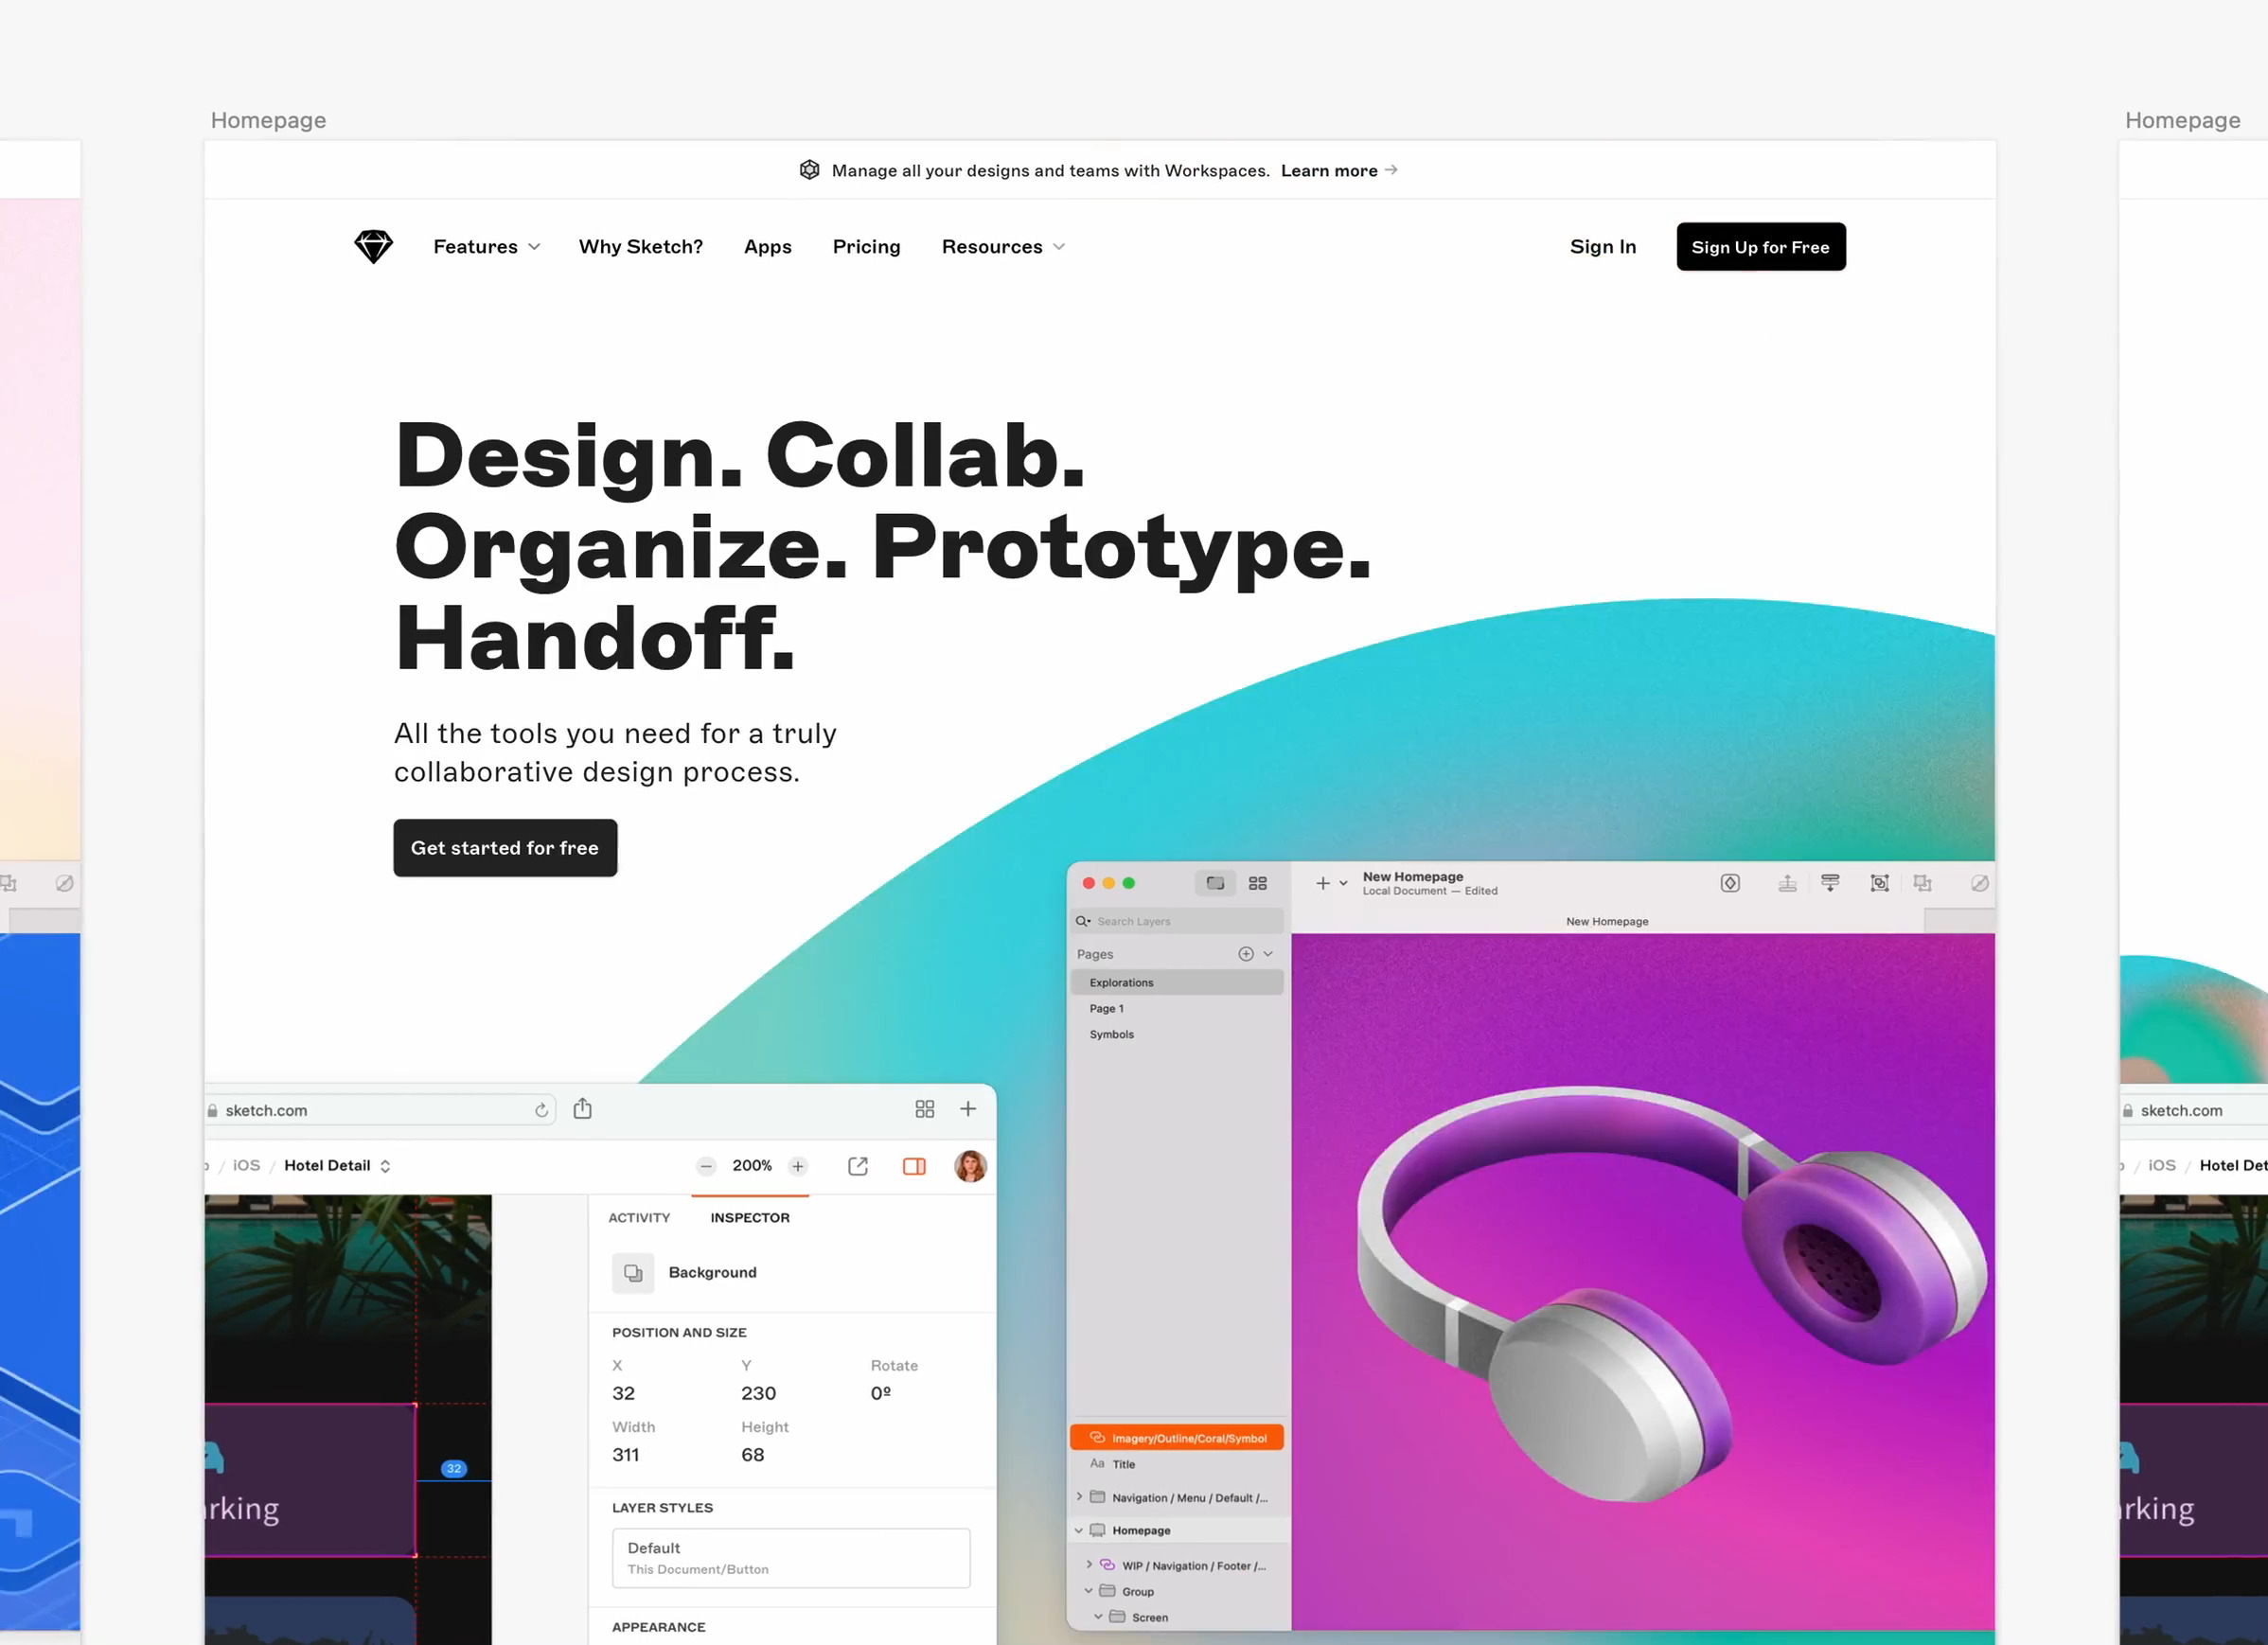 Homepage
Homepage
Manage all your designs and teams with Workspaces. Learn more →
Features
Why Sketch?
Apps
Pricing
Resources
Sign In
Sign Up for Free
Design. Collab.
Organize. Prototype.
Handoff.
All the tools you need for a truly
collaborative design process.
Get started for free
New Homepage
Local Document — Edited
Search Layers
New Homepage
Pages
Explorations
Page 1
Symbols
Imagery/Outline/Coral/Symbol
Title
Navigation / Menu / Default /...
Homepage
WIP / Navigation / Footer /...
Group
Screen
sketch.com
/ iOS / Hotel Detail
200%
ACTIVITY
INSPECTOR
Background
POSITION AND SIZE
X
Y
Rotate
32
230
0º
Width
Height
311
68
LAYER STYLES
Default
This Document/Button
APPEARANCE
32
arking
sketch.com
/ iOS / Hotel Det
arking